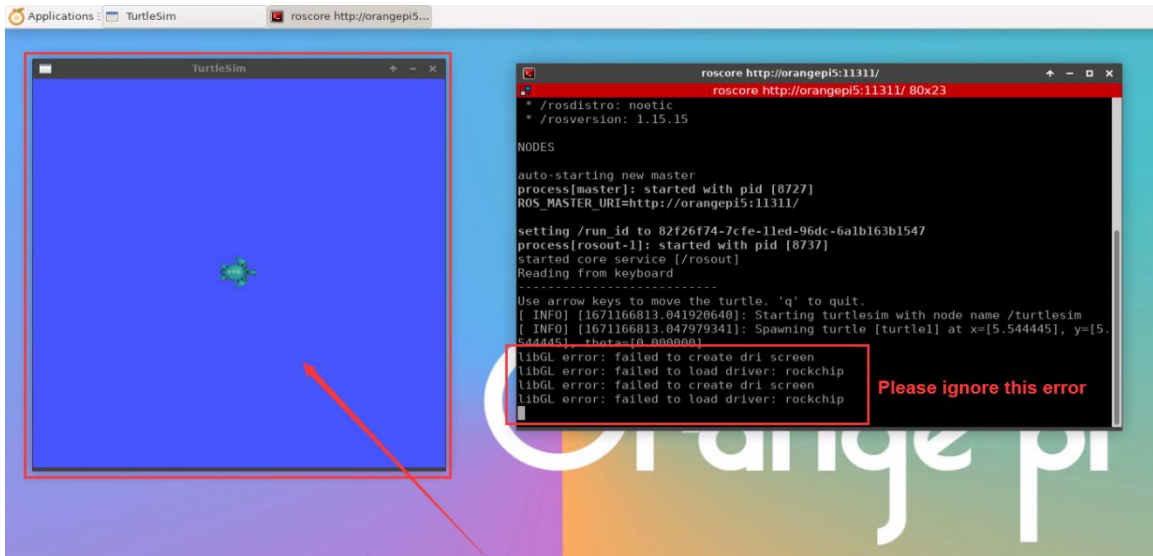 Applications
TurtleSim
roscore http://orangepi5...
TurtleSim
roscore http://orangepi5:11311/
roscore http://orangepi5:11311/ 80x23
* /rosdistro: noetic
* /rosversion: 1.15.15
NODES
auto-starting new master
process[master]: started with pid [8727]
ROS_MASTER_URI=http://orangepi5:11311/
setting /run_id to 82f26f74-7cfe-11ed-96dc-6a1b163b1547
process[rosout-1]: started with pid [8737]
started core service [/rosout]
Reading from keyboard
---------------------------
Use arrow keys to move the turtle. 'q' to quit.
[ INFO] [1671166813.041920640]: Starting turtlesim with node name /turtlesim
[ INFO] [1671166813.047979341]: Spawning turtle [turtle1] at x=[5.544445], y=[5.
544445], theta=[0.000000]
libGL error: failed to create dri screen
libGL error: failed to load driver: rockchip
libGL error: failed to create dri screen
libGL error: failed to load driver: rockchip
Please ignore this error
Orange pi